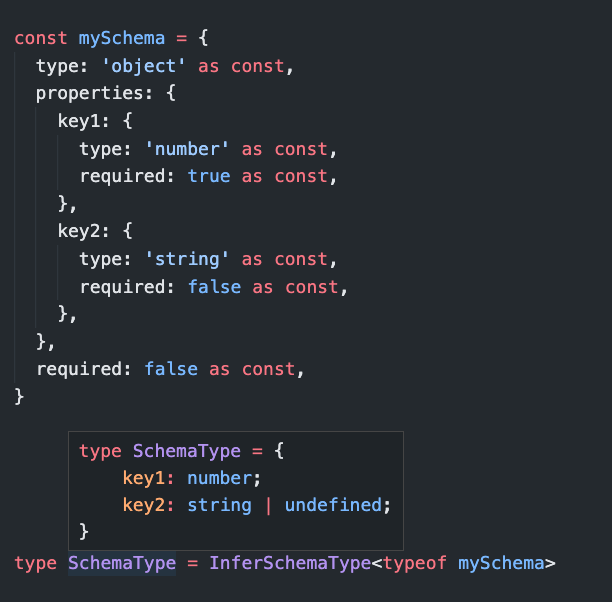 const mySchema = {
  type: 'object' as const,
  properties: {
    key1: {
      type: 'number' as const,
      required: true as const,
    },
    key2: {
      type: 'string' as const,
      required: false as const,
    },
  },
  required: false as const,
}
type SchemaType = {
    key1: number;
    key2: string | undefined;
}
type SchemaType = InferSchemaType<typeof mySchema>